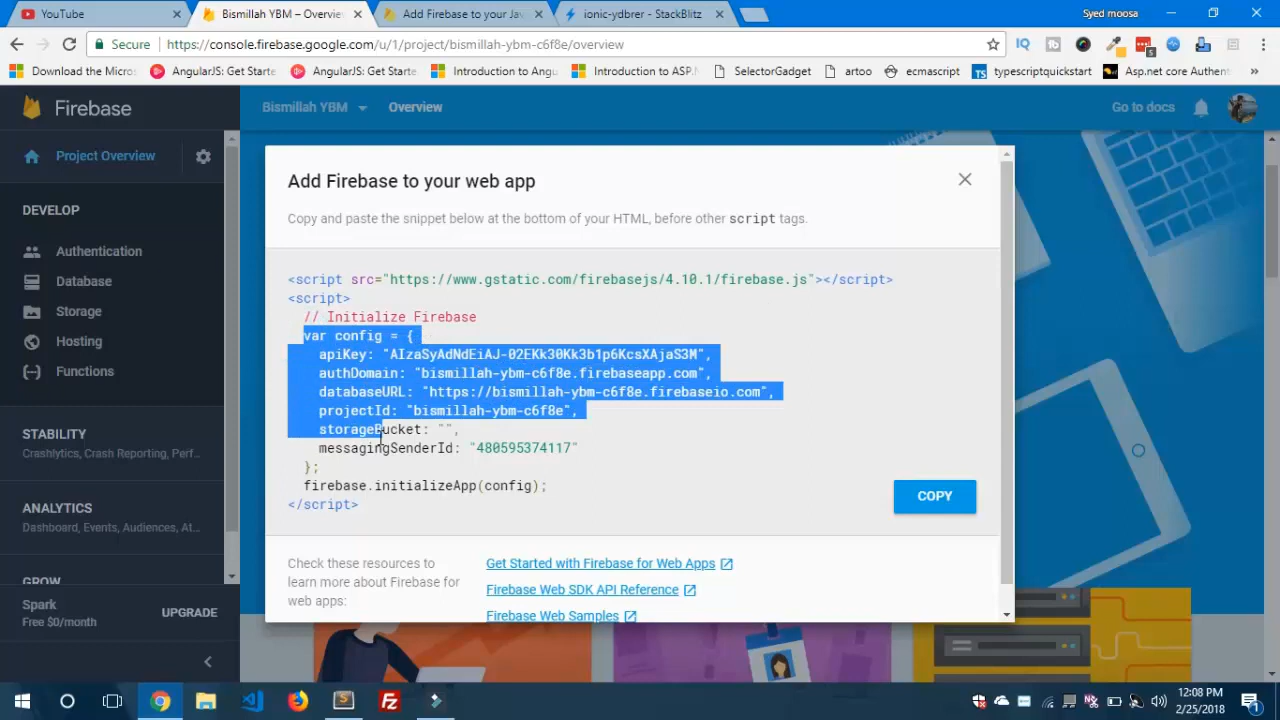 YouTube
Bismillah YBM – Overvie
Add Firebase to your Jav
ionic-ydbrer - StackBlitz
Syed moosa
Secure
https://console.firebase.google.com/u/1/project/bismillah-ybm-c6f8e/overview
IQ
Download the Micros
AngularJS: Get Starte
AngularJS: Get Starte
Introduction to Angu
Introduction to ASP.N
SelectorGadget
artoo
ecmascript
TS typescriptquickstart
Asp.net core Authent
»
Firebase
Bismillah YBM
Overview
Go to docs
Project Overview
DEVELOP
Authentication
Database
Storage
Hosting
Functions
STABILITY
Crashlytics, Crash Reporting, Perf...
ANALYTICS
Dashboard, Events, Audiences, At...
GROW
Spark
Free $0/month
UPGRADE
Add Firebase to your web app
Copy and paste the snippet below at the bottom of your HTML, before other script tags.
<script src="https://www.gstatic.com/firebasejs/4.10.1/firebase.js"></script>
<script>
// Initialize Firebase
var config = {
apiKey: "AIzaSyAdNdEiAJ-02EKk30Kk3b1p6KcsXAjaS3M",
authDomain: "bismillah-ybm-c6f8e.firebaseapp.com",
databaseURL: "https://bismillah-ybm-c6f8e.firebaseio.com",
projectId: "bismillah-ybm-c6f8e",
storageBucket: "",
messagingSenderId: "480595374117"
};
firebase.initializeApp(config);
</script>
COPY
Check these resources to
learn more about Firebase for
web apps:
Get Started with Firebase for Web Apps
Firebase Web SDK API Reference
Firebase Web Samples
12:08 PM
2/25/2018